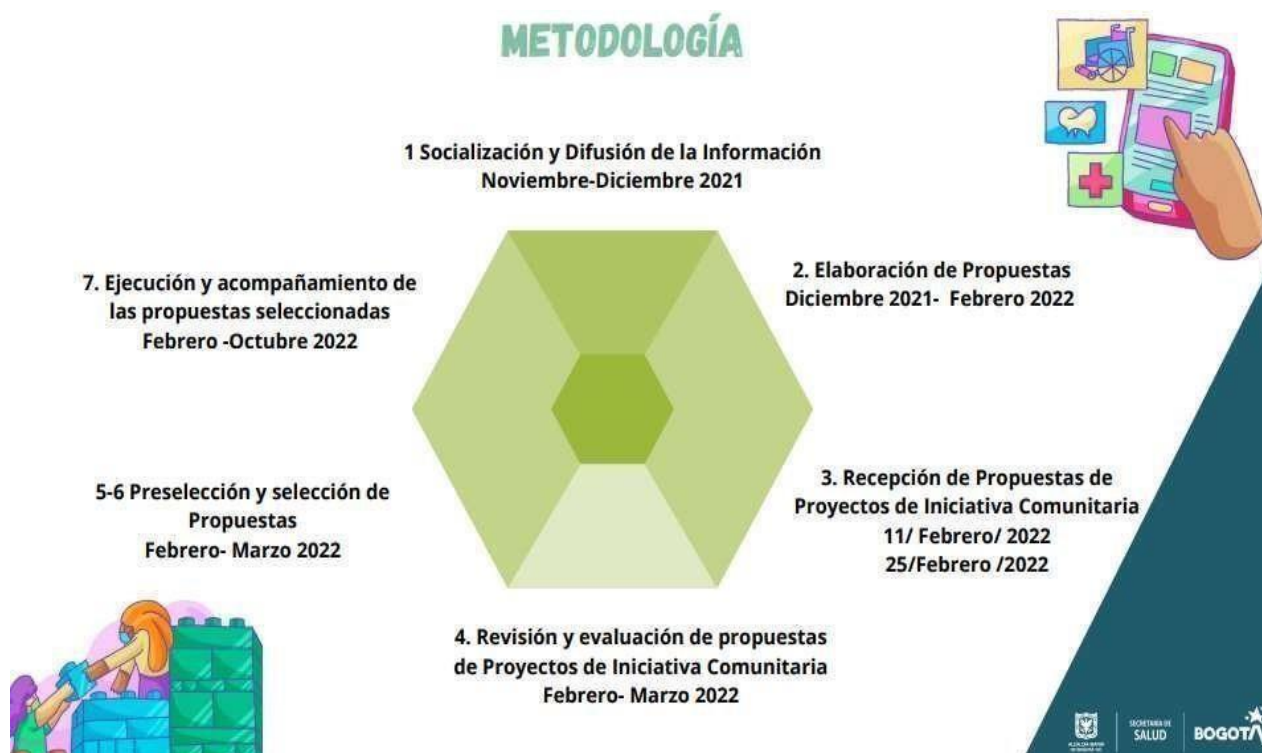 METODOLOGÍA
1 Socialización y Difusión de la Información
Noviembre-Diciembre 2021
2. Elaboración de Propuestas
Diciembre 2021- Febrero 2022
3. Recepción de Propuestas de
Proyectos de Iniciativa Comunitaria
11/ Febrero/ 2022
25/Febrero /2022
4. Revisión y evaluación de propuestas
de Proyectos de Iniciativa Comunitaria
Febrero- Marzo 2022
5-6 Preselección y selección de
Propuestas
Febrero- Marzo 2022
7. Ejecución y acompañamiento de
las propuestas seleccionadas
Febrero -Octubre 2022
SECRETARÍA DE
SALUD
BOGOTÁ